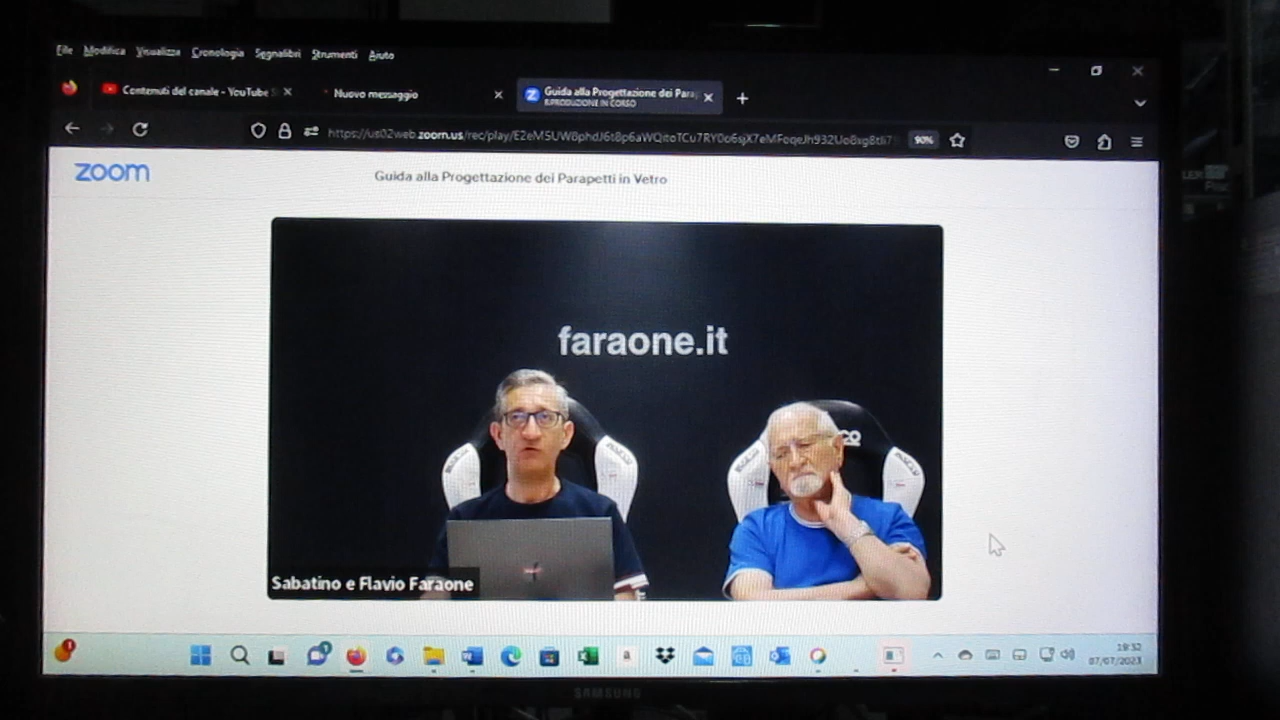 File Modifica Visualizza Cronologia Segnalibri Strumenti Aiuto
Contenuti del canale - YouTube S
Nuovo messaggio
Guida alla Progettazione dei Parap
RIPRODUZIONE IN CORSO
90%
zoom
Guida alla Progettazione dei Parapetti in Vetro
faraone.it
Sabatino e Flavio Faraone
19:32
07/07/2023
SAMSUNG